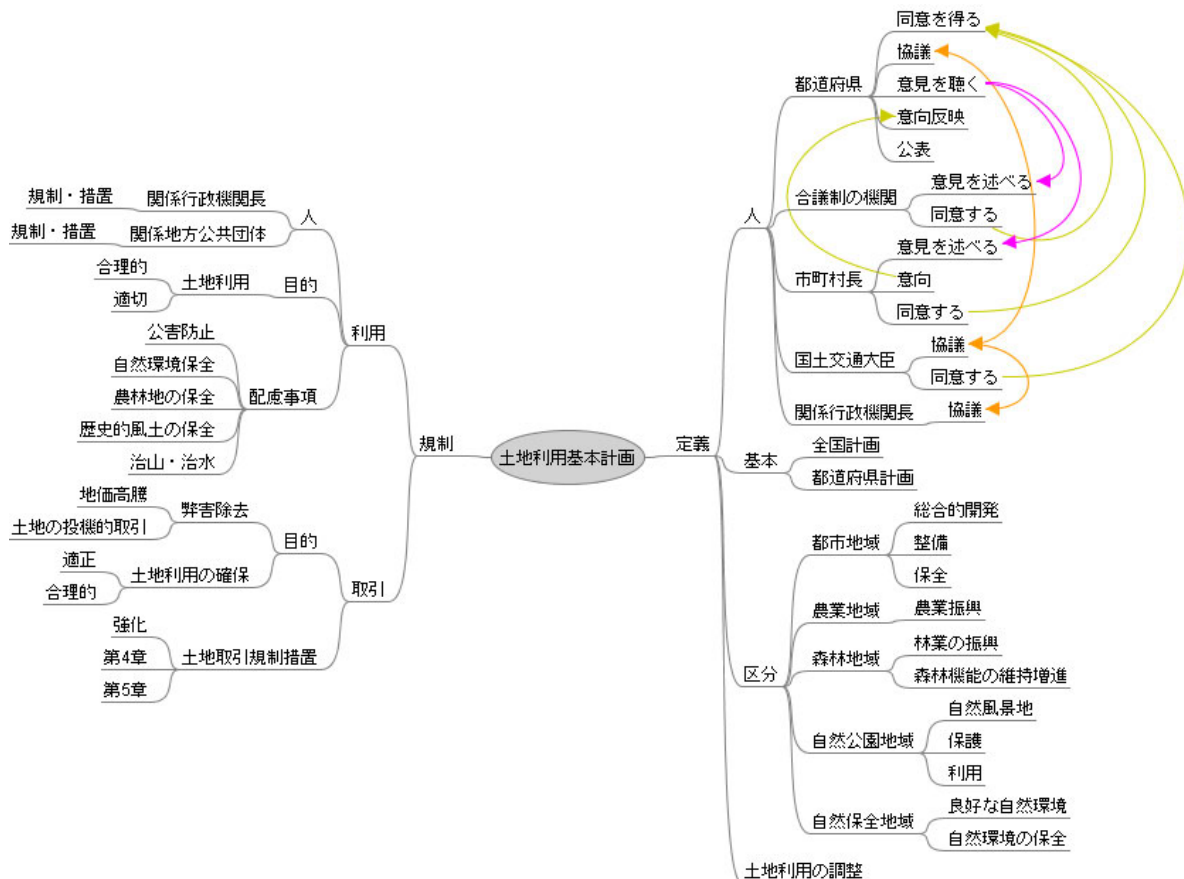 土地利用基本計画
規制
利用
人
関係行政機関長
規制・措置
関係地方公共団体
規制・措置
目的
土地利用
合理的
適切
配慮事項
公害防止
自然環境保全
農林地の保全
歴史的風土の保全
治山・治水
取引
目的
弊害除去
地価高騰
土地の投機的取引
土地利用の確保
適正
合理的
土地取引規制措置
強化
第4章
第5章
定義
人
都道府県
同意を得る
協議
意見を聴く
意向反映
公表
合議制の機関
意見を述べる
同意する
市町村長
意見を述べる
意向
同意する
国土交通大臣
協議
同意する
関係行政機関長
協議
基本
全国計画
都道府県計画
区分
都市地域
総合的開発
整備
保全
農業地域
農業振興
森林地域
林業の振興
森林機能の維持増進
自然公園地域
自然風景地
保護
利用
自然保全地域
良好な自然環境
自然環境の保全
土地利用の調整